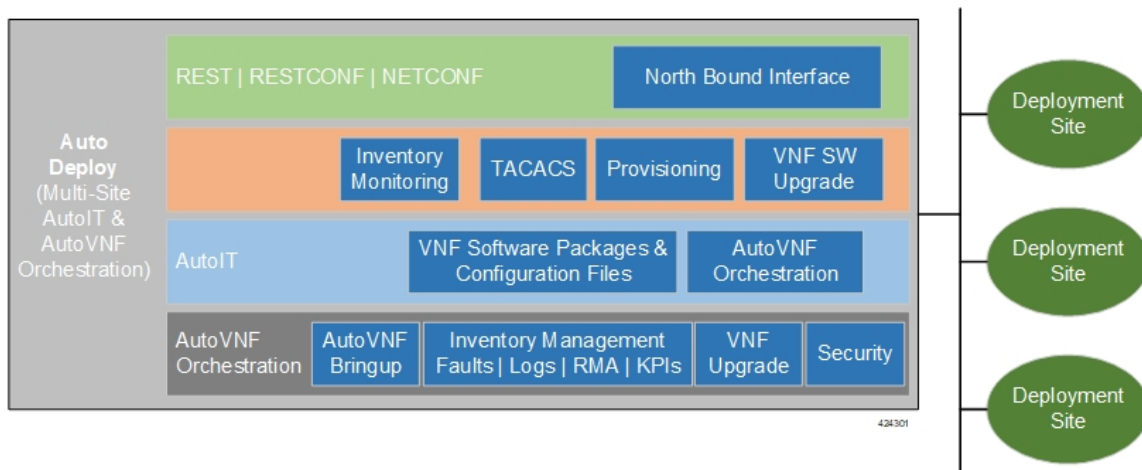 Auto
Deploy
(Multi-Site
AutoIT &
AutoVNF
Orchestration)
REST | RESTCONF | NETCONF
North Bound Interface
Inventory
Monitoring
TACACS
Provisioning
VNF SW
Upgrade
AutoIT
VNF Software Packages &
Configuration Files
AutoVNF
Orchestration
AutoVNF
Orchestration
AutoVNF
Bringup
Inventory Management
Faults | Logs | RMA | KPIs
VNF
Upgrade
Security
Deployment
Site
Deployment
Site
Deployment
Site
424301